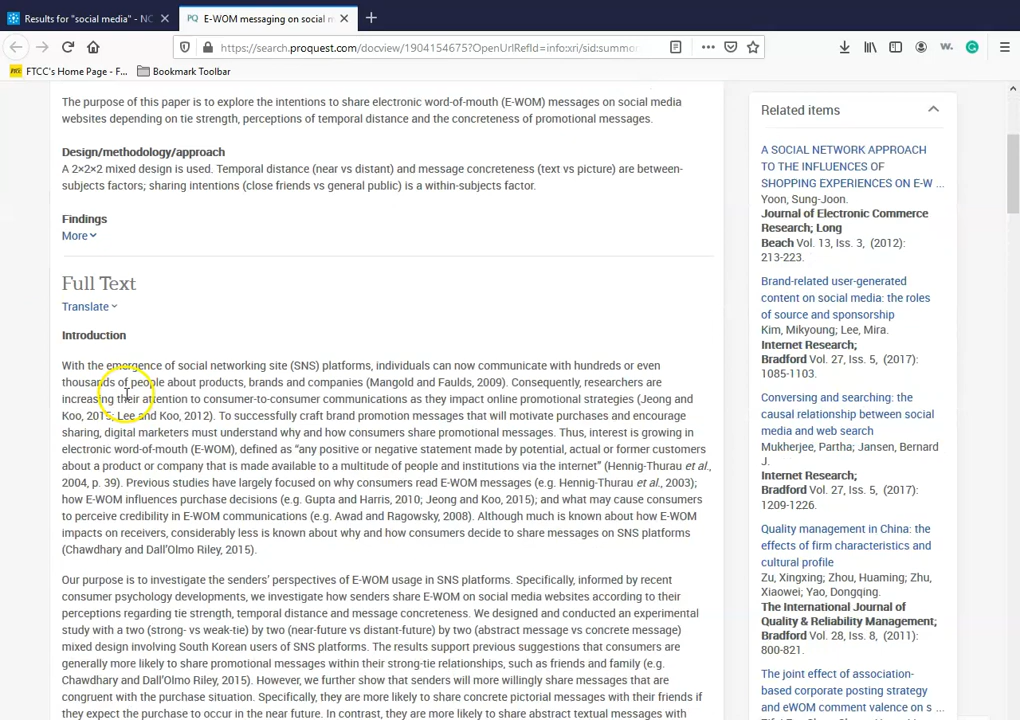 Results for "social media" - NC
E-WOM messaging on social m
https://search.proquest.com/docview/1904154675?OpenUrlRefId=info:xri/sid:summo
W.
FTCC's Home Page - F...
Bookmark Toolbar
The purpose of this paper is to explore the intentions to share electronic word-of-mouth (E-WOM) messages on social media
websites depending on tie strength, perceptions of temporal distance and the concreteness of promotional messages.
Design/methodology/approach
A 2×2×2 mixed design is used. Temporal distance (near vs distant) and message concreteness (text vs picture) are between-
subjects factors; sharing intentions (close friends vs general public) is a within-subjects factor.
Findings
More
Full Text
Translate
Introduction
With the emergence of social networking site (SNS) platforms, individuals can now communicate with hundreds or even
thousands of people about products, brands and companies (Mangold and Faulds, 2009). Consequently, researchers are
increasing their attention to consumer-to-consumer communications as they impact online promotional strategies (Jeong and
Koo, 2015; Lee and Koo, 2012). To successfully craft brand promotion messages that will motivate purchases and encourage
sharing, digital marketers must understand why and how consumers share promotional messages. Thus, interest is growing in
electronic word-of-mouth (E-WOM), defined as “any positive or negative statement made by potential, actual or former customers
about a product or company that is made available to a multitude of people and institutions via the internet” (Hennig-Thurau et al.,
2004, p. 39). Previous studies have largely focused on why consumers read E-WOM messages (e.g. Hennig-Thurau et al., 2003);
how E-WOM influences purchase decisions (e.g. Gupta and Harris, 2010; Jeong and Koo, 2015); and what may cause consumers
to perceive credibility in E-WOM communications (e.g. Awad and Ragowsky, 2008). Although much is known about how E-WOM
impacts on receivers, considerably less is known about why and how consumers decide to share messages on SNS platforms
(Chawdhary and Dall'Olmo Riley, 2015).
Our purpose is to investigate the senders' perspectives of E-WOM usage in SNS platforms. Specifically, informed by recent
consumer psychology developments, we investigate how senders share E-WOM on social media websites according to their
perceptions regarding tie strength, temporal distance and message concreteness. We designed and conducted an experimental
study with a two (strong- vs weak-tie) by two (near-future vs distant-future) by two (abstract message vs concrete message)
mixed design involving South Korean users of SNS platforms. The results support previous suggestions that consumers are
generally more likely to share promotional messages within their strong-tie relationships, such as friends and family (e.g.
Chawdhary and Dall'Olmo Riley, 2015). However, we further show that senders will more willingly share messages that are
congruent with the purchase situation. Specifically, they are more likely to share concrete pictorial messages with their friends if
they expect the purchase to occur in the near future. In contrast, they are more likely to share abstract textual messages with
Related items
A SOCIAL NETWORK APPROACH
TO THE INFLUENCES OF
SHOPPING EXPERIENCES ON E-W ...
Yoon, Sung-Joon.
Journal of Electronic Commerce
Research; Long
Beach Vol. 13, Iss. 3, (2012):
213-223.
Brand-related user-generated
content on social media: the roles
of source and sponsorship
Kim, Mikyoung; Lee, Mira.
Internet Research;
Bradford Vol. 27, Iss. 5, (2017):
1085-1103.
Conversing and searching: the
causal relationship between social
media and web search
Mukherjee, Partha; Jansen, Bernard
J.
Internet Research;
Bradford Vol. 27, Iss. 5, (2017):
1209-1226.
Quality management in China: the
effects of firm characteristics and
cultural profile
Zu, Xingxing; Zhou, Huaming; Zhu,
Xiaowei; Yao, Dongqing.
The International Journal of
Quality & Reliability Management;
Bradford Vol. 28, Iss. 8, (2011):
800-821.
The joint effect of association-
based corporate posting strategy
and eWOM comment valence on s ...